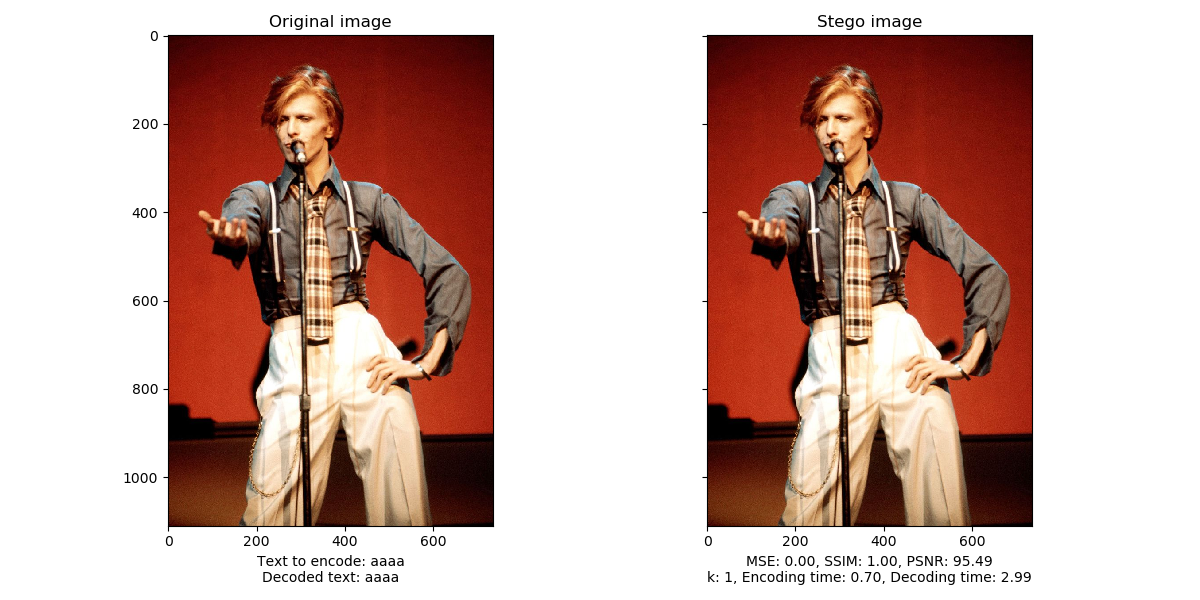 Original image
Stego image
0
200
400
600
800
1000
0 200 400 600
0 200 400 600
Text to encode: aaaa
Decoded text: aaaa
MSE: 0.00, SSIM: 1.00, PSNR: 95.49
k: 1, Encoding time: 0.70, Decoding time: 2.99